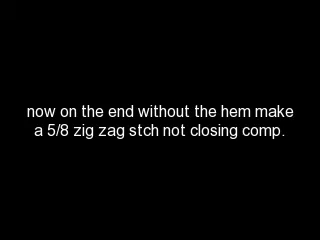 now on the end without the hem make
a 5/8 zig zag stch not closing comp.